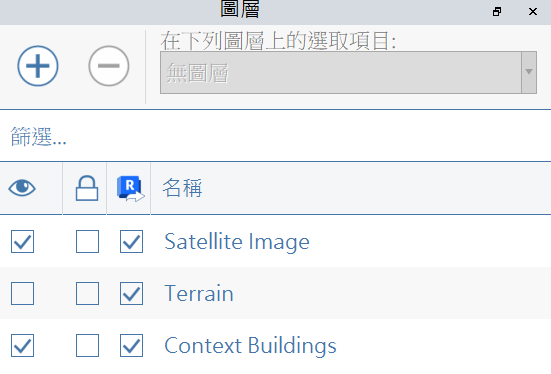 圖層
在下列圖層上的選取項目:
無圖層
篩選...
R
名稱
Satellite Image
Terrain
Context Buildings